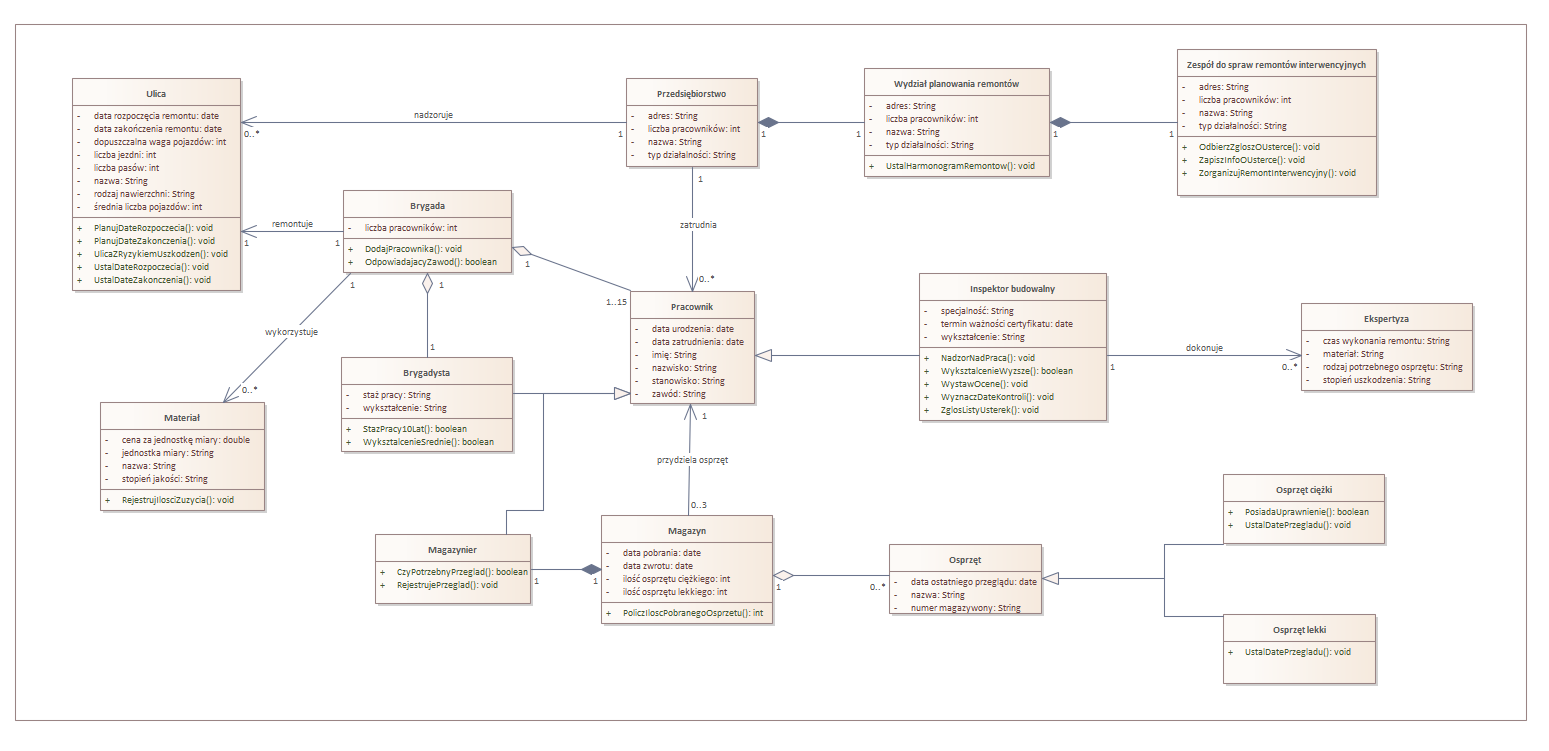 Ulica
- data rozpoczęcia remontu: date
- data zakończenia remontu: date
- dopuszczalna waga pojazdów: int
- liczba jezdni: int
- liczba pasów: int
- nazwa: String
- rodzaj nawierzchni: String
- średnia liczba pojazdów: int
+ PlanujDateRozpoczecia(): void
+ PlanujDateZakonczenia(): void
+ UlicaZRyzykiemUszkodzen(): void
+ UstalDateRozpoczecia(): void
+ UstalDateZakonczenia(): void
0..*
nadzoruje
1
Przedsiębiorstwo
- adres: String
- liczba pracowników: int
- nazwa: String
- typ działalności: String
1
1
Wydział planowania remontów
- adres: String
- liczba pracowników: int
- nazwa: String
- typ działalności: String
+ UstalHarmonogramRemontow(): void
1
1
Zespół do spraw remontów interwencyjnych
- adres: String
- liczba pracowników: int
- nazwa: String
- typ działalności: String
+ OdbierzZgloszOUsterce(): void
+ ZapiszInfoOUsterce(): void
+ ZorganizujRemontInterwencyjny(): void
1
remontuje
1
Brygada
- liczba pracowników: int
+ DodajPracownika(): void
+ OdpowiadajacyZawod(): boolean
1
1..15
1
zatrudnia
0..*
1
wykorzystuje
0..*
1
1
Pracownik
- data urodzenia: date
- data zatrudnienia: date
- imię: String
- nazwisko: String
- stanowisko: String
- zawód: String
Inspektor budowalny
- specjalność: String
- termin ważności certyfikatu: date
- wykształcenie: String
+ NadzorNadPraca(): void
+ WyksztalcenieWyzsze(): boolean
+ WystawOcene(): void
+ WyznaczDateKontroli(): void
+ ZglosListyUsterek(): void
1
dokonuje
0..*
Ekspertyza
- czas wykonania remontu: String
- materiał: String
- rodzaj potrzebnego osprzętu: String
- stopień uszkodzenia: String
Brygadysta
- staż pracy: String
- wykształcenie: String
+ StazPracy10Lat(): boolean
+ WyksztalcenieSrednie(): boolean
Materiał
- cena za jednostkę miary: double
- jednostka miary: String
- nazwa: String
- stopień jakości: String
+ RejestrujIlosciZuzycia(): void
1
przydziela osprzęt
0..3
Magazynier
+ CzyPotrzebnyPrzeglad(): boolean
+ RejestrujePrzeglad(): void
1
1
Magazyn
- data pobrania: date
- data zwrotu: date
- ilość osprzętu ciężkiego: int
- ilość osprzętu lekkiego: int
+ PoliczIloscPobranegoOsprzetu(): int
1
0..*
Osprzęt
- data ostatniego przeglądu: date
- nazwa: String
- numer magazywony: String
Osprzęt ciężki
+ PosiadaUprawnienie(): boolean
+ UstalDatePrzegladu(): void
Osprzęt lekki
+ UstalDatePrzegladu(): void